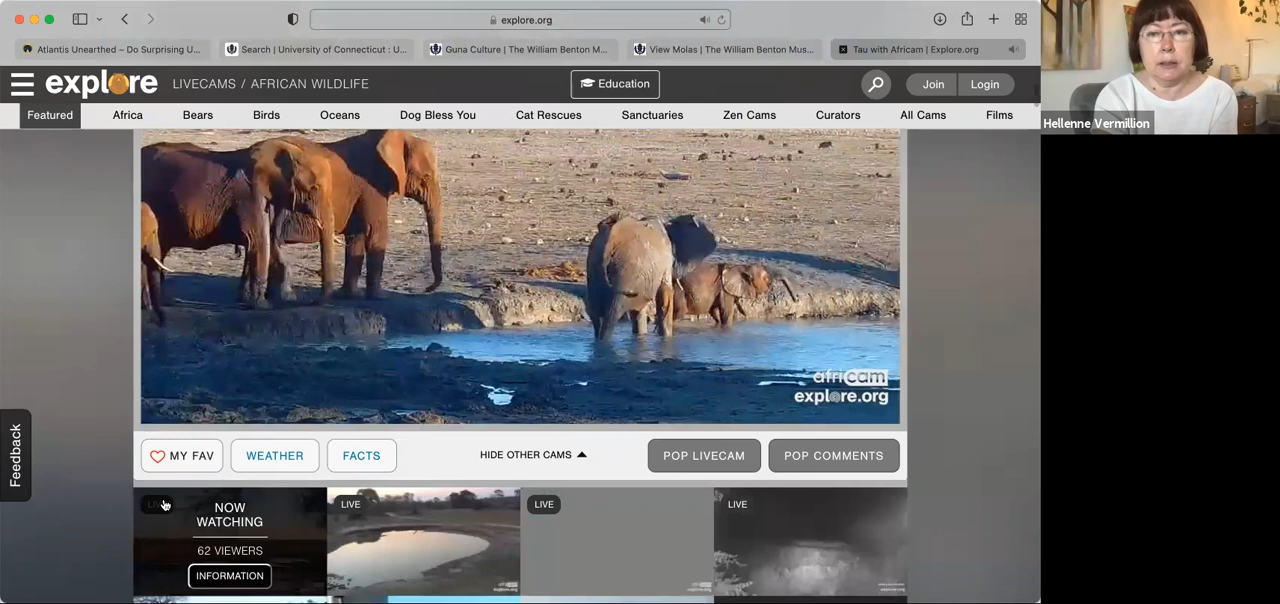 explore.org
Atlantis Unearthed – Do Surprising U...
Search | University of Connecticut : U...
Guna Culture | The William Benton M...
View Molas | The William Benton Mus...
Tau with Africam | Explore.org
explore
LIVECAMS / AFRICAN WILDLIFE
Education
Join
Login
Featured
Africa
Bears
Birds
Oceans
Dog Bless You
Cat Rescues
Sanctuaries
Zen Cams
Curators
All Cams
Films
Hellenne Vermillion
africam
explore.org
Feedback
MY FAV
WEATHER
FACTS
HIDE OTHER CAMS
POP LIVECAM
POP COMMENTS
NOW
WATCHING
62 VIEWERS
INFORMATION
LIVE
LIVE
LIVE